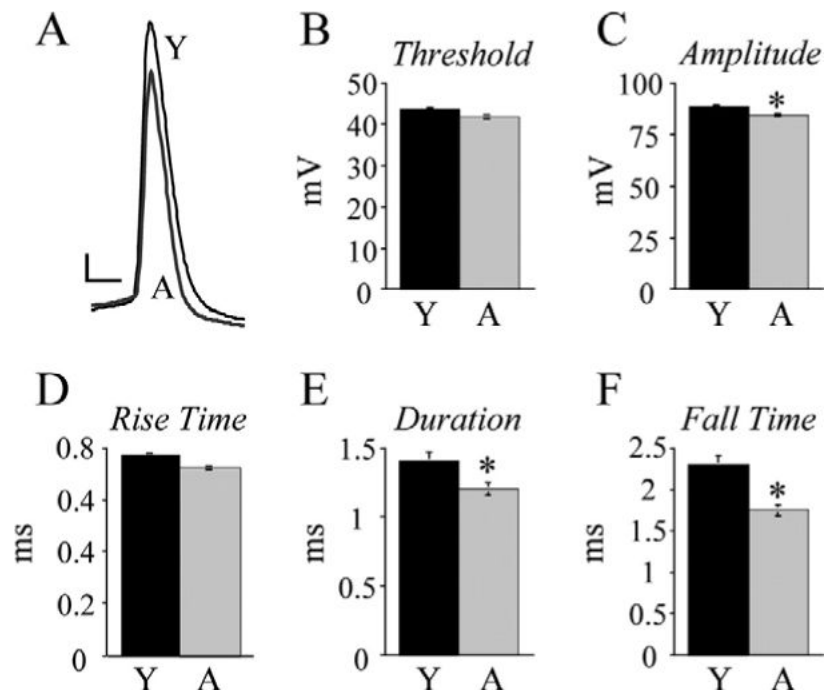 A
Y
A
B
Threshold
50
40
30
20
10
0
mV
Y A
C
Amplitude
100
75
50
25
0
mV
*
Y A
D
Rise Time
0.8
0.4
0.4
0.2
0
ms
Y A
E
Duration
1.5
1
0.5
0
ms
*
Y A
F
Fall Time
2.5
2
1.5
1
0.5
0
ms
*
Y A